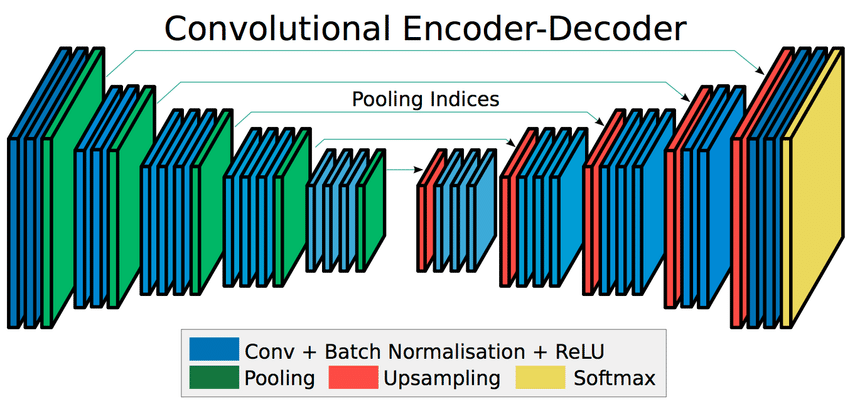 Convolutional Encoder-Decoder
Pooling Indices
Conv + Batch Normalisation + ReLU
Pooling Upsampling Softmax